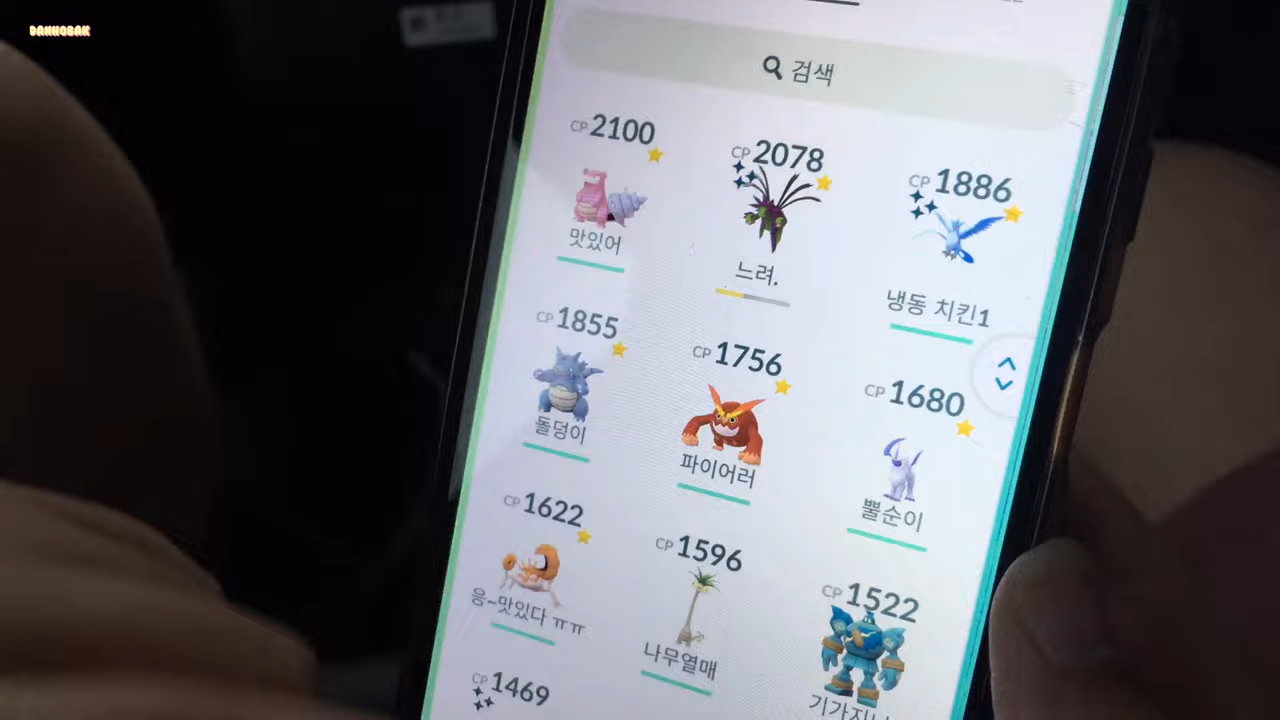 DANHOBAK
검색
CP 2100
CP 2078
CP 1886
맛있어
느려.
냉동 치킨1
CP 1855
CP 1756
CP 1680
돌덩이
파이어러
뿔순이
CP 1622
CP 1596
CP 1522
응~맛있다 ㅠㅠ
나무열매
CP 1469